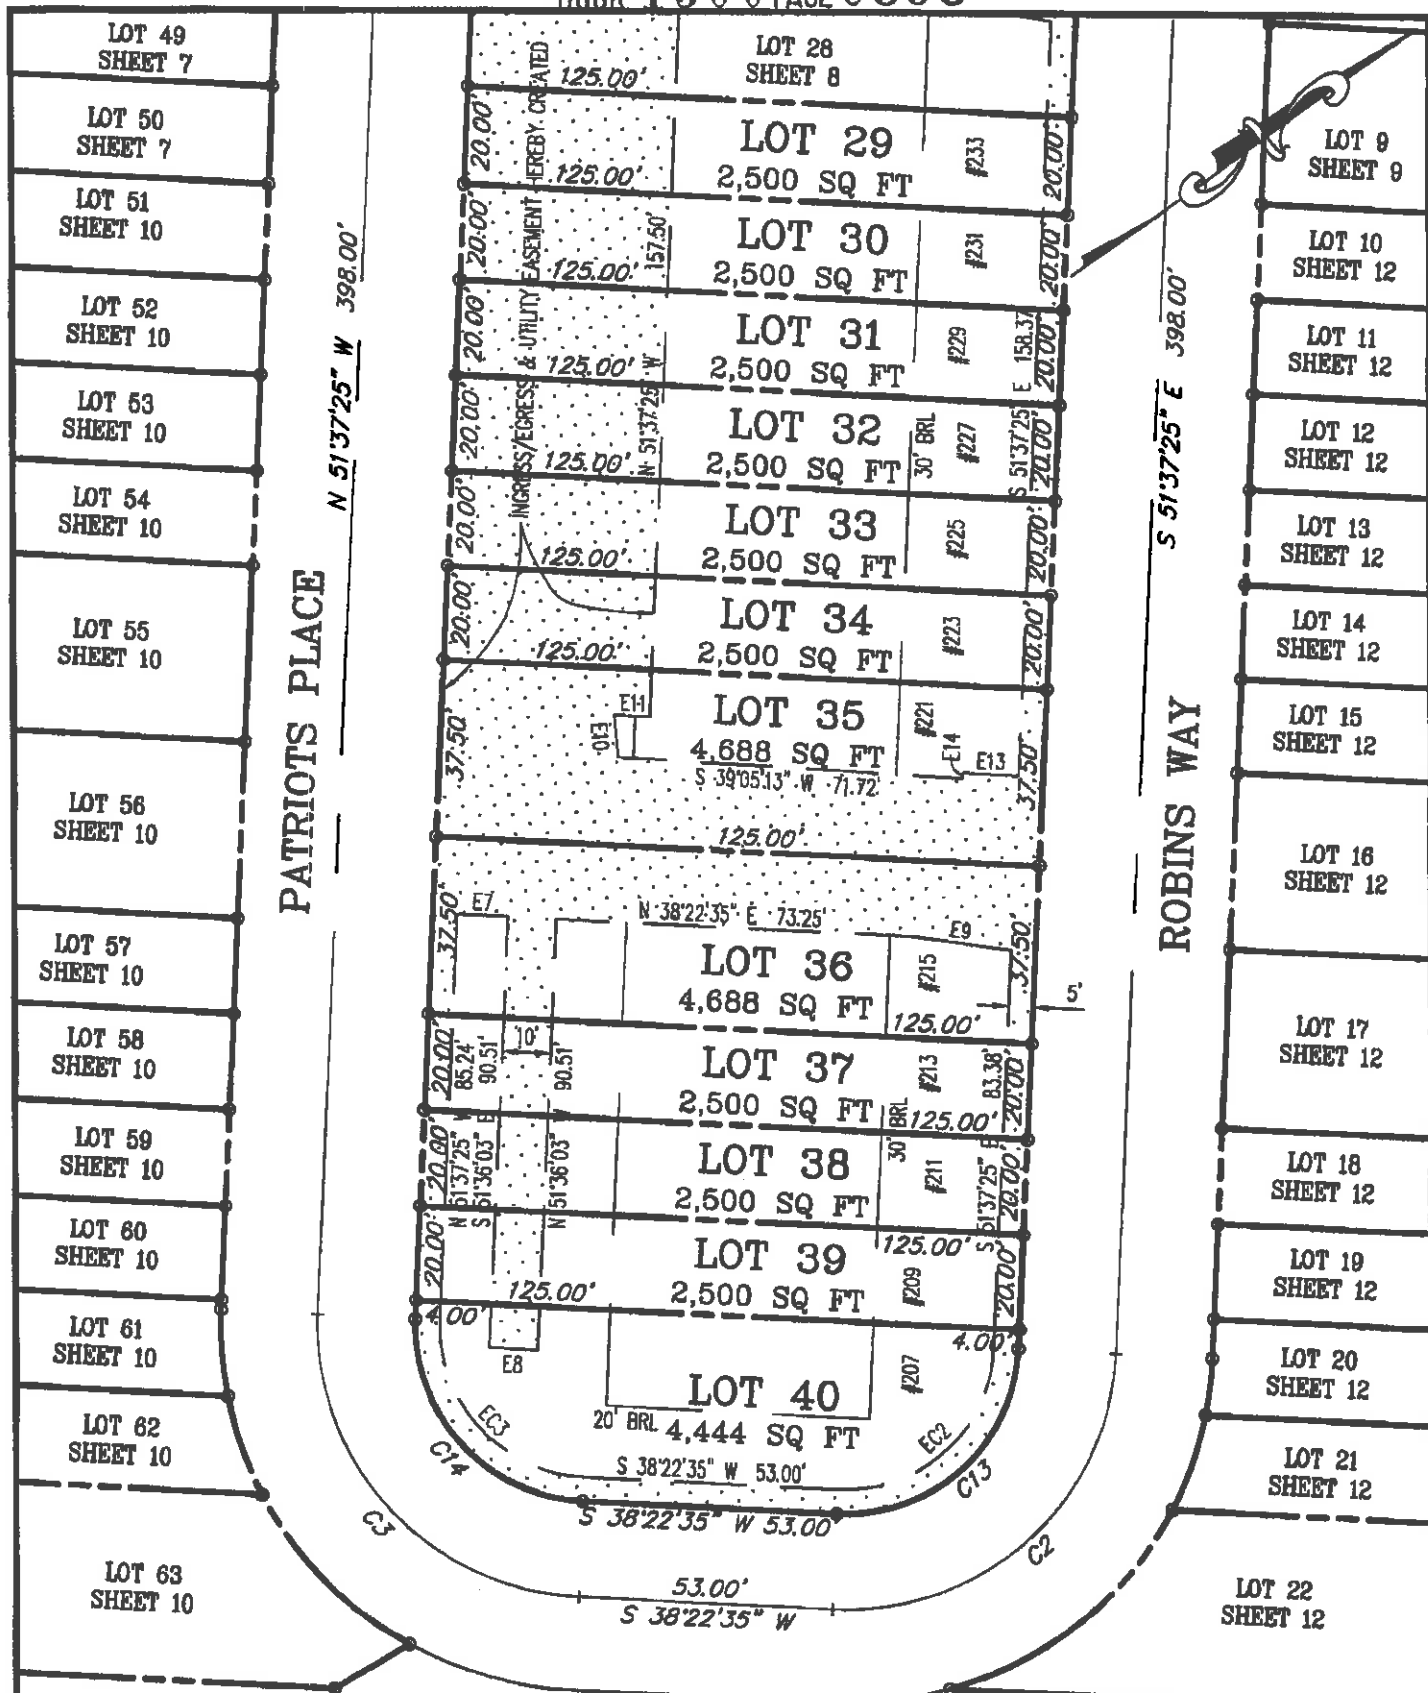 LOT 49
SHEET 7
LOT 50
SHEET 7
LOT 51
SHEET 10
LOT 52
SHEET 10
LOT 53
SHEET 10
LOT 54
SHEET 10
LOT 55
SHEET 10
LOT 56
SHEET 10
LOT 57
SHEET 10
LOT 58
SHEET 10
LOT 59
SHEET 10
LOT 60
SHEET 10
LOT 61
SHEET 10
LOT 62
SHEET 10
LOT 63
SHEET 10
N 51°37'25" W 398.00'
PATRIOTS PLACE
INGRESS/EGRESS & UTILITY EASEMENT HEREBY CREATED
LOT 28
SHEET 8
125.00'
20.00'
LOT 29
2,500 SQ FT
#233
20.00'
125.00'
20.00'
157.50'
LOT 30
2,500 SQ FT
#231
20.00'
125.00'
20.00'
LOT 31
2,500 SQ FT
#229
20.00'
S 51°37'25" E 158.37'
125.00'
20.00'
N 51°37'25" W
LOT 32
2,500 SQ FT
30' BRL
#227
20.00'
125.00'
20.00'
LOT 33
2,500 SQ FT
#225
20.00'
125.00'
20.00'
LOT 34
2,500 SQ FT
#223
20.00'
125.00'
37.50'
E11
E10
LOT 35
4,688 SQ FT
S 39°05'13" W 71.72'
#221
E14
E13
37.50'
125.00'
37.50'
E7
N 38°22'35" E 73.25'
E9
LOT 36
4,688 SQ FT
#215
37.50'
5'
125.00'
20.00'
10'
LOT 37
2,500 SQ FT
#213
20.00'
N 51°37'25" W 85.24'
S 51°36'03" E 90.51'
N 51°36'03" 90.51'
S 51°37'25" E 83.38'
125.00'
20.00'
LOT 38
2,500 SQ FT
30' BRL
#211
20.00'
125.00'
20.00'
LOT 39
2,500 SQ FT
#209
20.00'
125.00'
4.00'
4.00'
E8
LOT 40
4,444 SQ FT
20' BRL
#207
EC3
EC2
C14
C13
S 38°22'35" W 53.00'
S 38°22'35" W 53.00'
C3
C2
53.00'
S 38°22'35" W
S 51°37'25" E 398.00'
ROBINS WAY
LOT 9
SHEET 9
LOT 10
SHEET 12
LOT 11
SHEET 12
LOT 12
SHEET 12
LOT 13
SHEET 12
LOT 14
SHEET 12
LOT 15
SHEET 12
LOT 16
SHEET 12
LOT 17
SHEET 12
LOT 18
SHEET 12
LOT 19
SHEET 12
LOT 20
SHEET 12
LOT 21
SHEET 12
LOT 22
SHEET 12